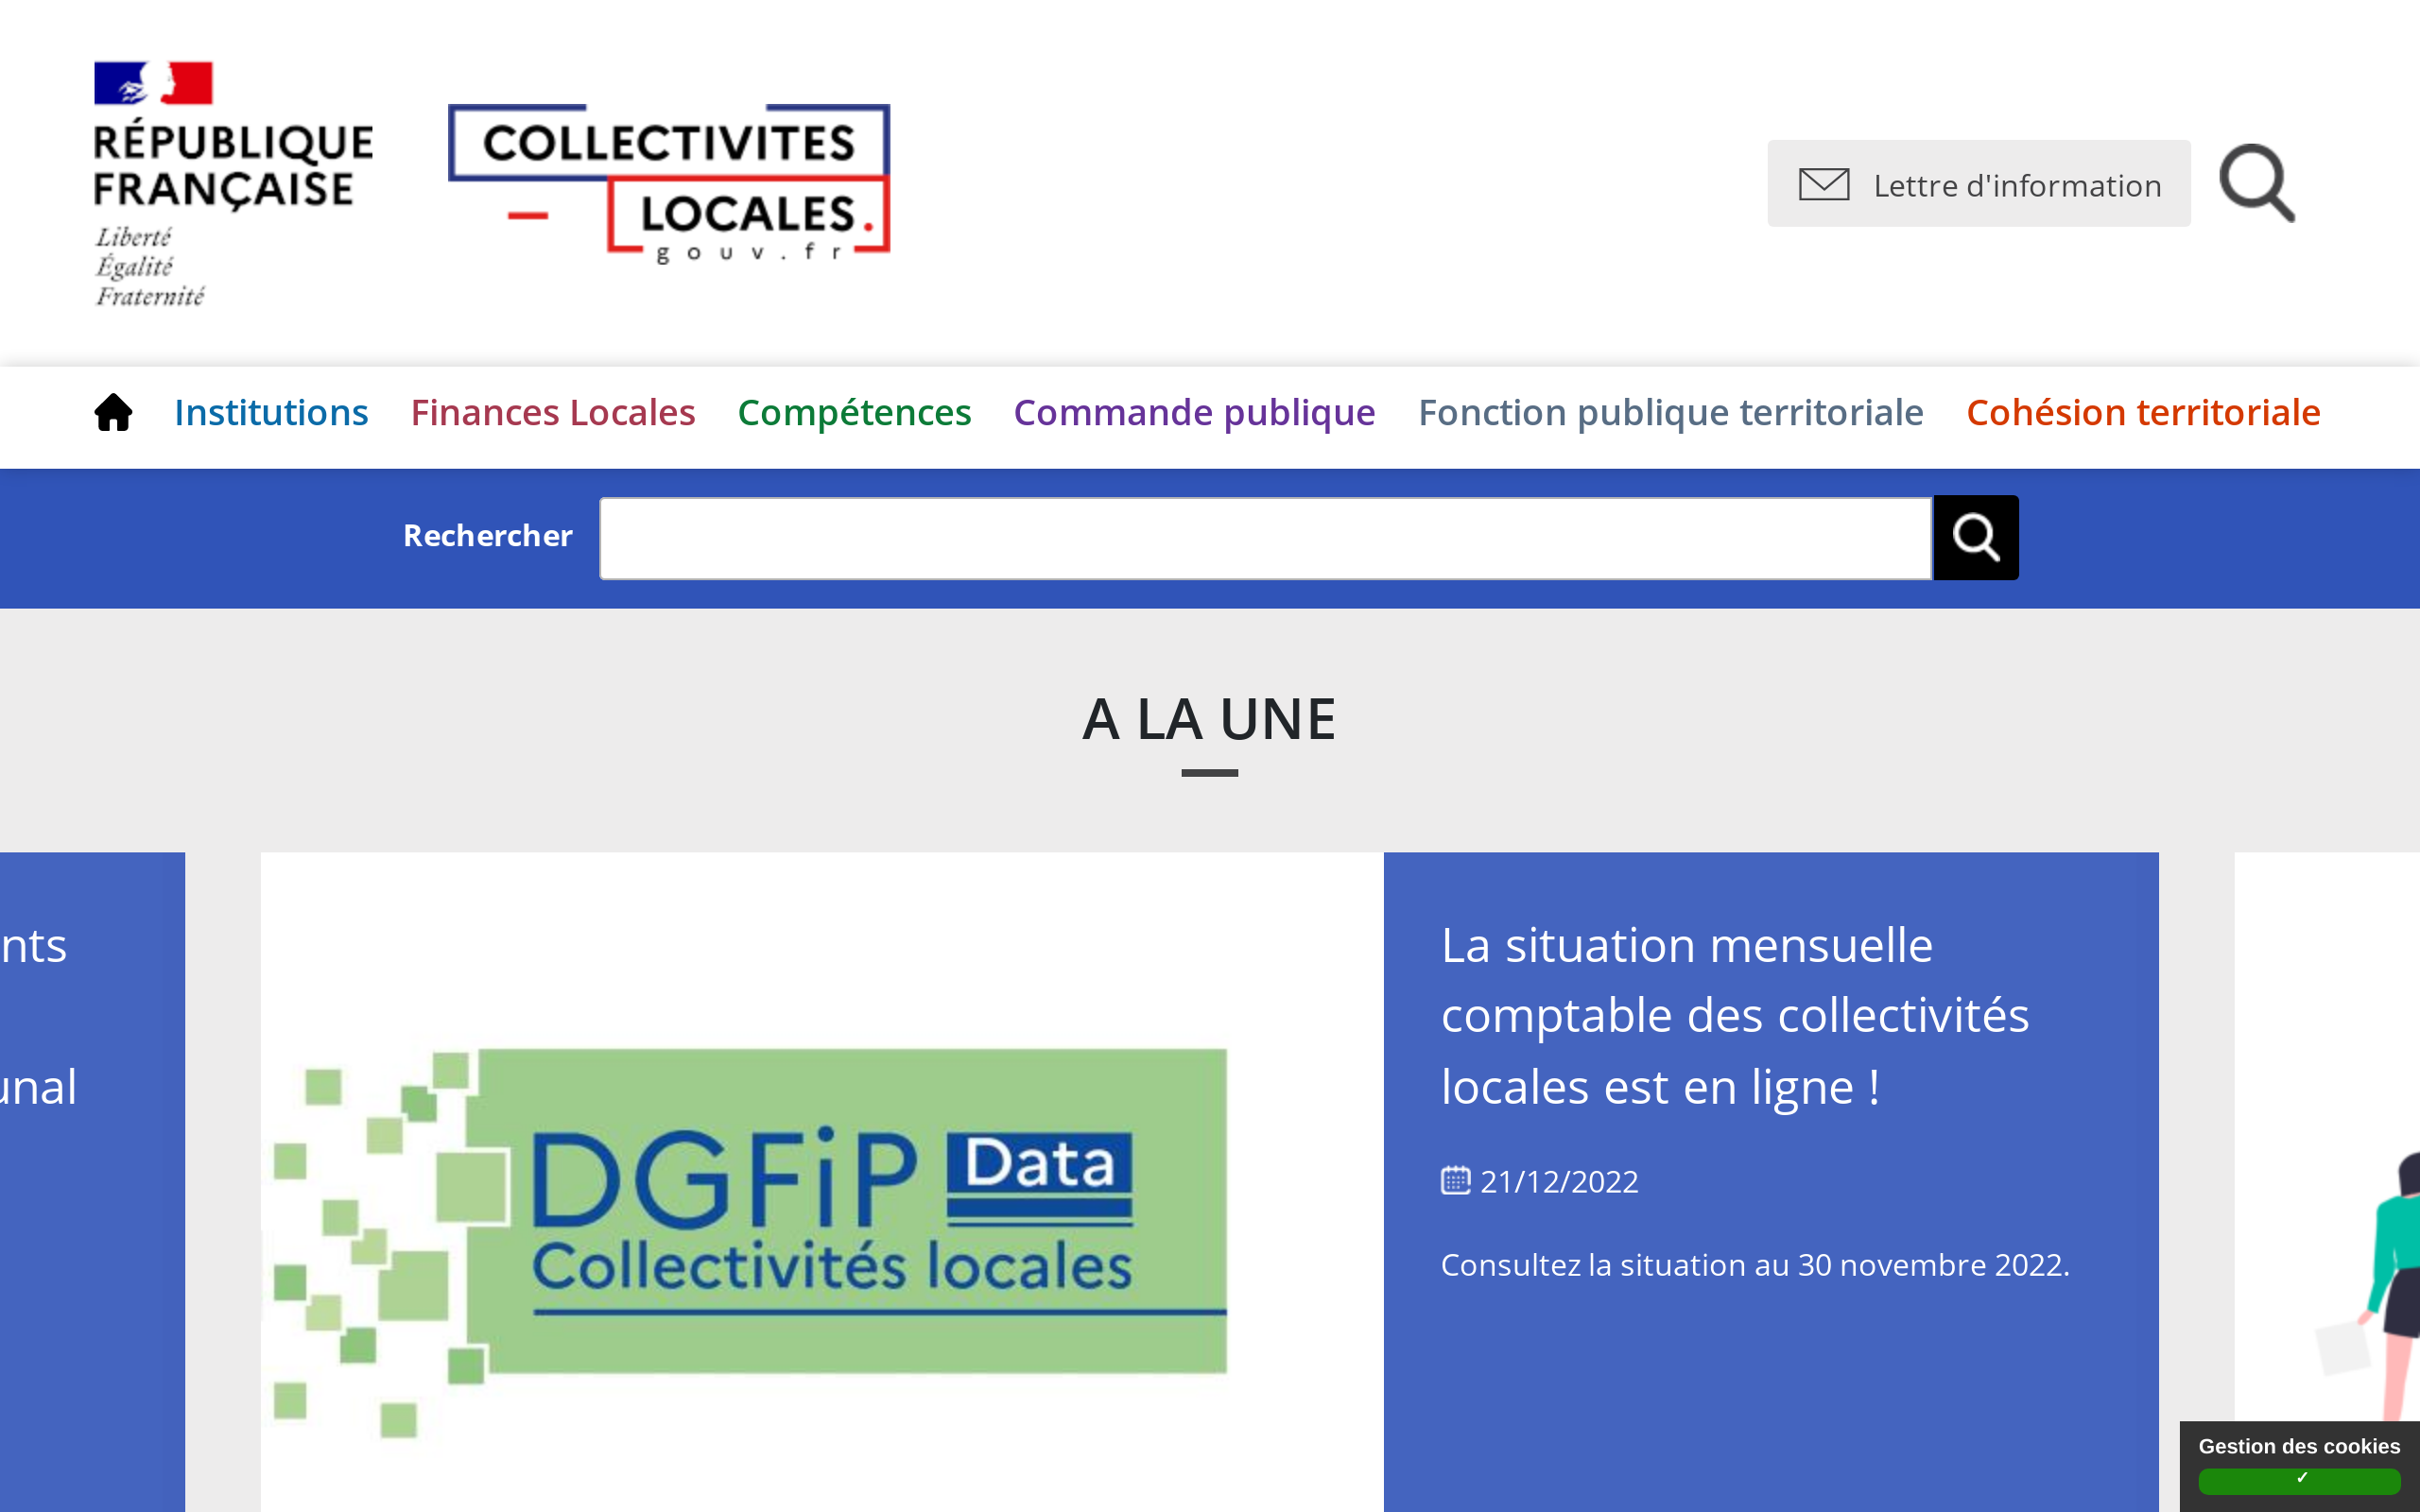 RÉPUBLIQUE
FRANÇAISE
Liberté
Égalité
Fraternité
COLLECTIVITES
LOCALES.
gouv.fr
Lettre d'information
Institutions
Finances Locales
Compétences
Commande publique
Fonction publique territoriale
Cohésion territoriale
Rechercher
A LA UNE
DGFiP Data
Collectivités locales
La situation mensuelle
comptable des collectivités
locales est en ligne !
21/12/2022
Consultez la situation au 30 novembre 2022.
Gestion des cookies
✓